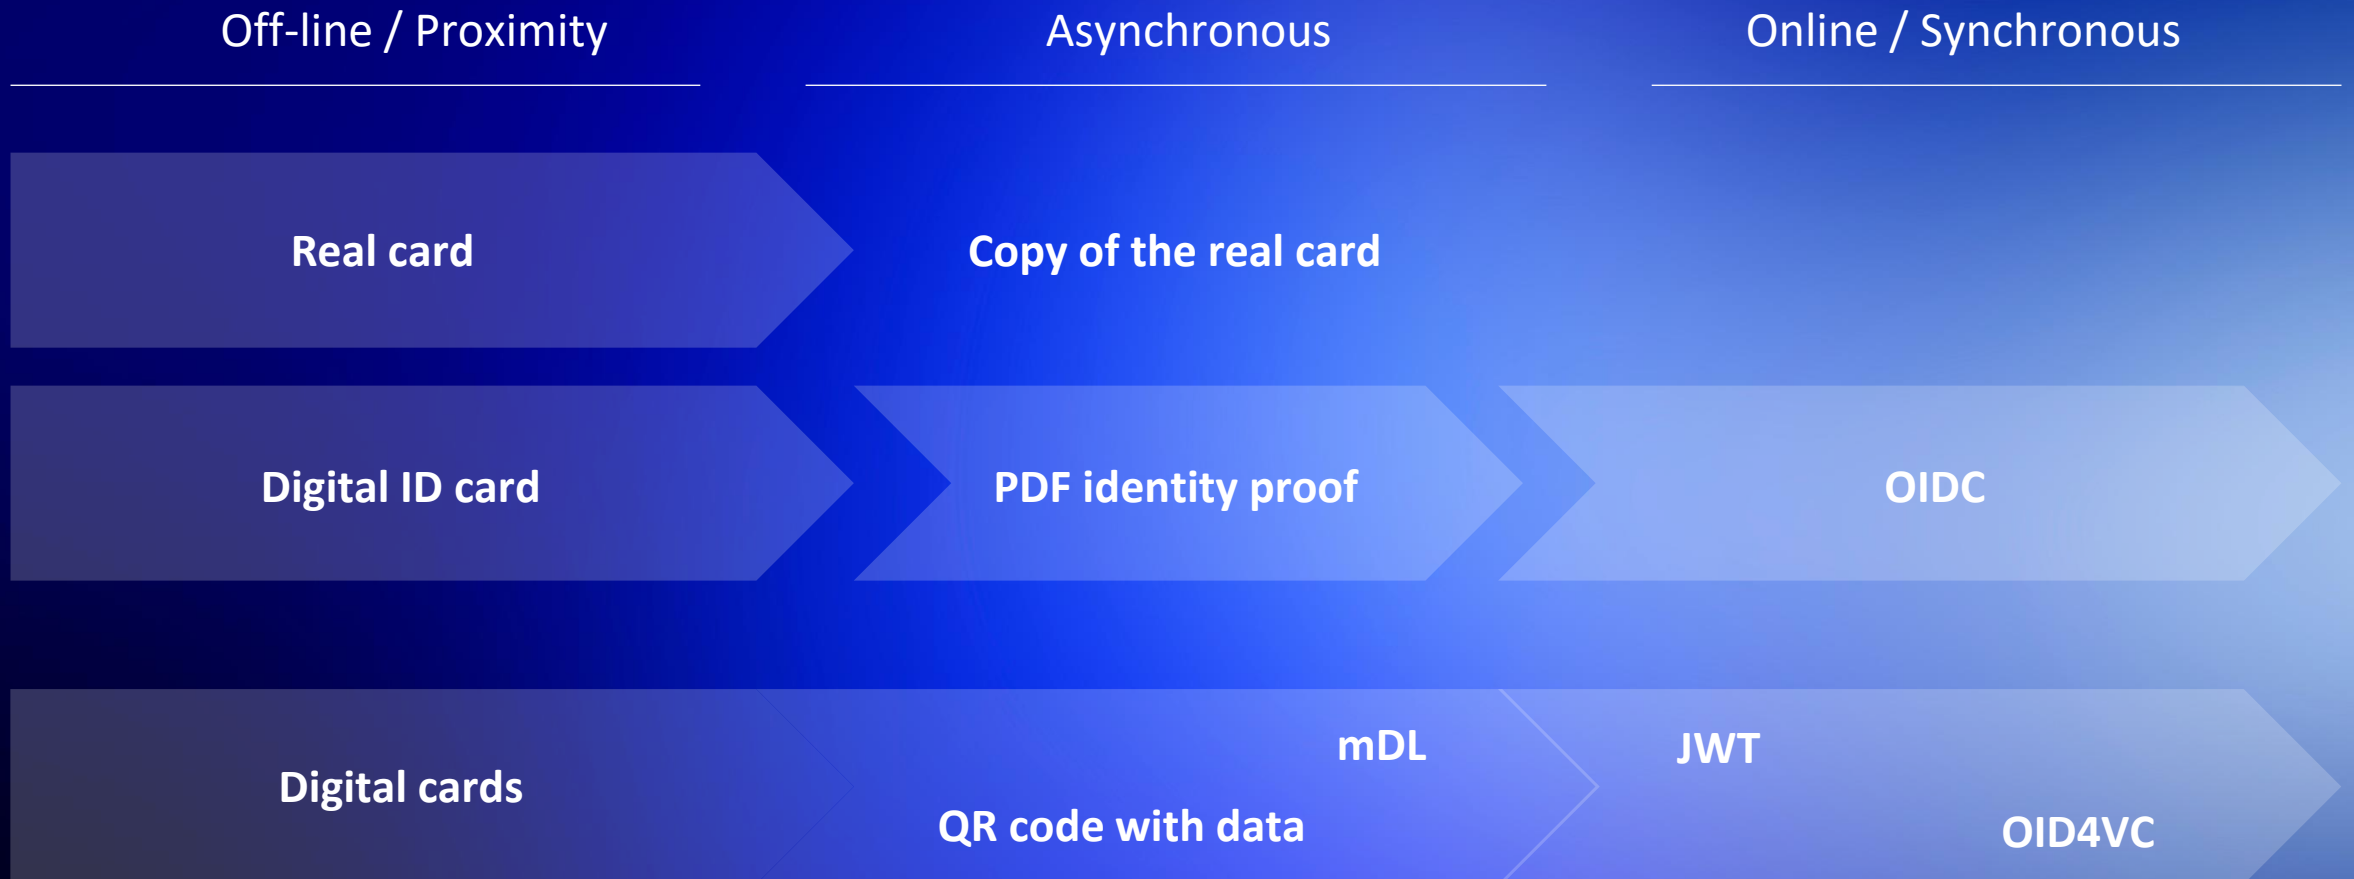 Off-line / Proximity
Asynchronous
Online / Synchronous
Real card
Copy of the real card
Digital ID card
PDF identity proof
OIDC
Digital cards
mDL
QR code with data
JWT
OID4VC